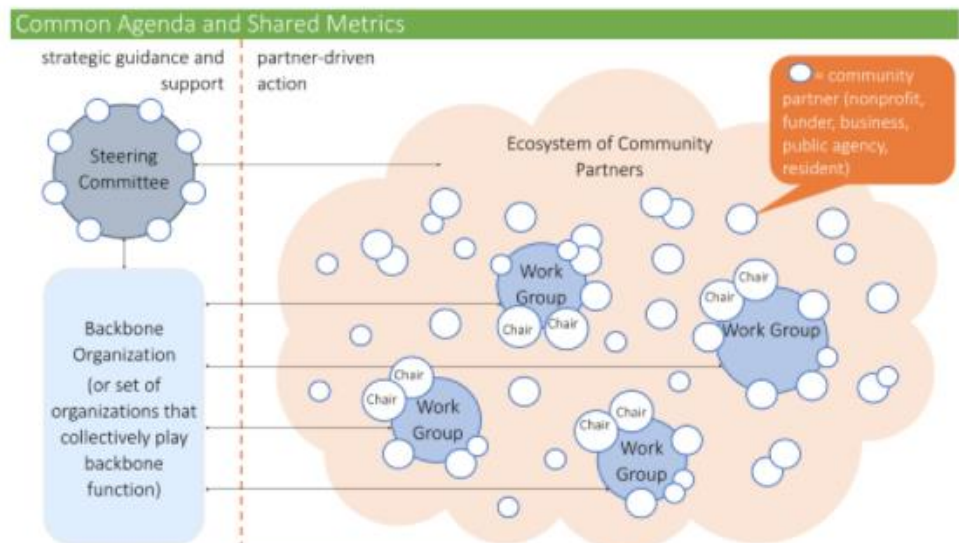 Common Agenda and Shared Metrics
strategic guidance and
support
partner-driven
action
= community
partner (nonprofit,
funder, business,
public agency,
resident)
Steering
Committee
Ecosystem of Community
Partners
Work
Group
Chair
Chair
Chair
Chair
Work Group
Backbone
Organization
(or set of
organizations that
collectively play
backbone
function)
Chair
Chair
Work
Group
Chair
Chair
Work
Group